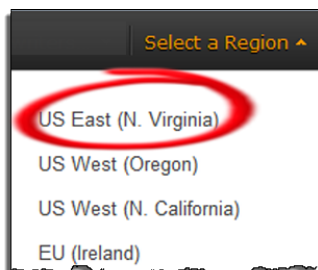 Select a Region
US East (N. Virginia)
US West (Oregon)
US West (N. California)
EU (Ireland)